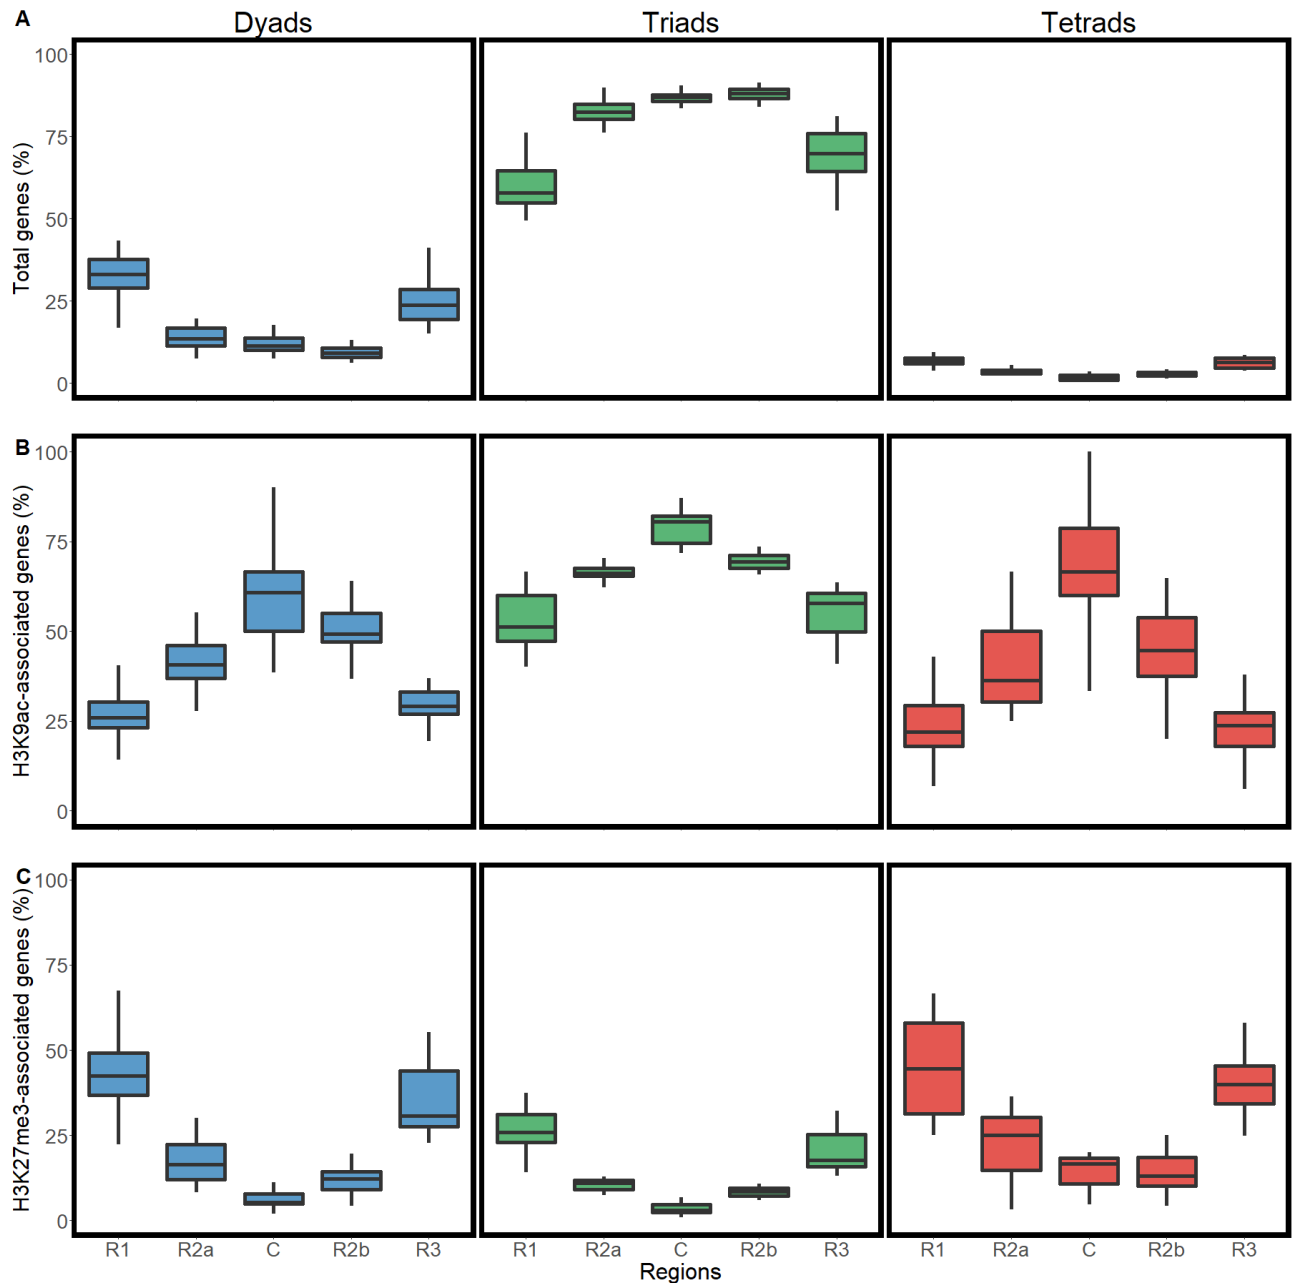 A
Dyads
Triads
Tetrads
Total genes (%)
100
75
50
25
0
B
H3K9ac-associated genes (%)
100
75
50
25
0
C
H3K27me3-associated genes (%)
100
75
50
25
0
R1 R2a C R2b R3
R1 R2a C R2b R3
R1 R2a C R2b R3
Regions